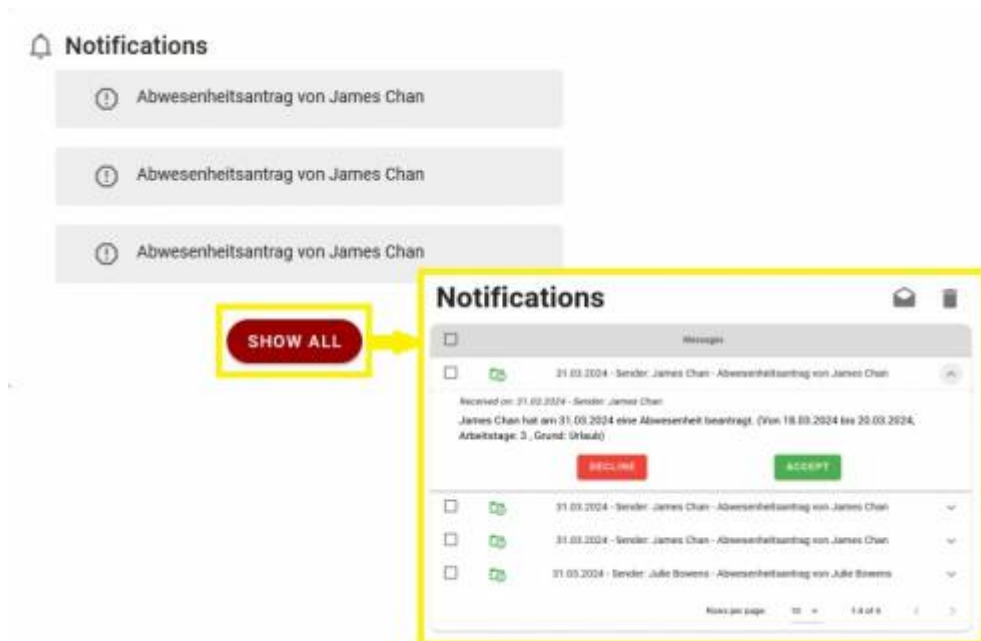 Notifications
Abwesenheitsantrag von James Chan
Abwesenheitsantrag von James Chan
Abwesenheitsantrag von James Chan
SHOW ALL
Notifications
Messages
31.03.2024 - Sender: James Chan - Abwesenheitsantrag von James Chan
Received on: 31.03.2024 - Sender: James Chan
James Chan hat am 31.03.2024 eine Abwesenheit beantragt. (Von 18.03.2024 bis 20.03.2024,
Arbeitstage: 3 , Grund: Urlaub)
DECLINE
ACCEPT
31.03.2024 - Sender: James Chan - Abwesenheitsantrag von James Chan
31.03.2024 - Sender: James Chan - Abwesenheitsantrag von James Chan
31.03.2024 - Sender: Julie Bowens - Abwesenheitsantrag von Julie Bowens
Rows per page: 10 1-4 of